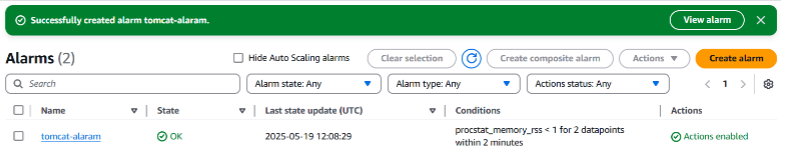 Successfully created alarm tomcat-alaram.
View alarm
Alarms (2)
Hide Auto Scaling alarms
Clear selection
Create composite alarm
Actions
Create alarm
Search
Alarm state: Any
Alarm type: Any
Actions status: Any
1
Name
State
Last state update (UTC)
Conditions
Actions
tomcat-alaram
OK
2025-05-19 12:08:29
procstat_memory_rss < 1 for 2 datapoints
within 2 minutes
Actions enabled